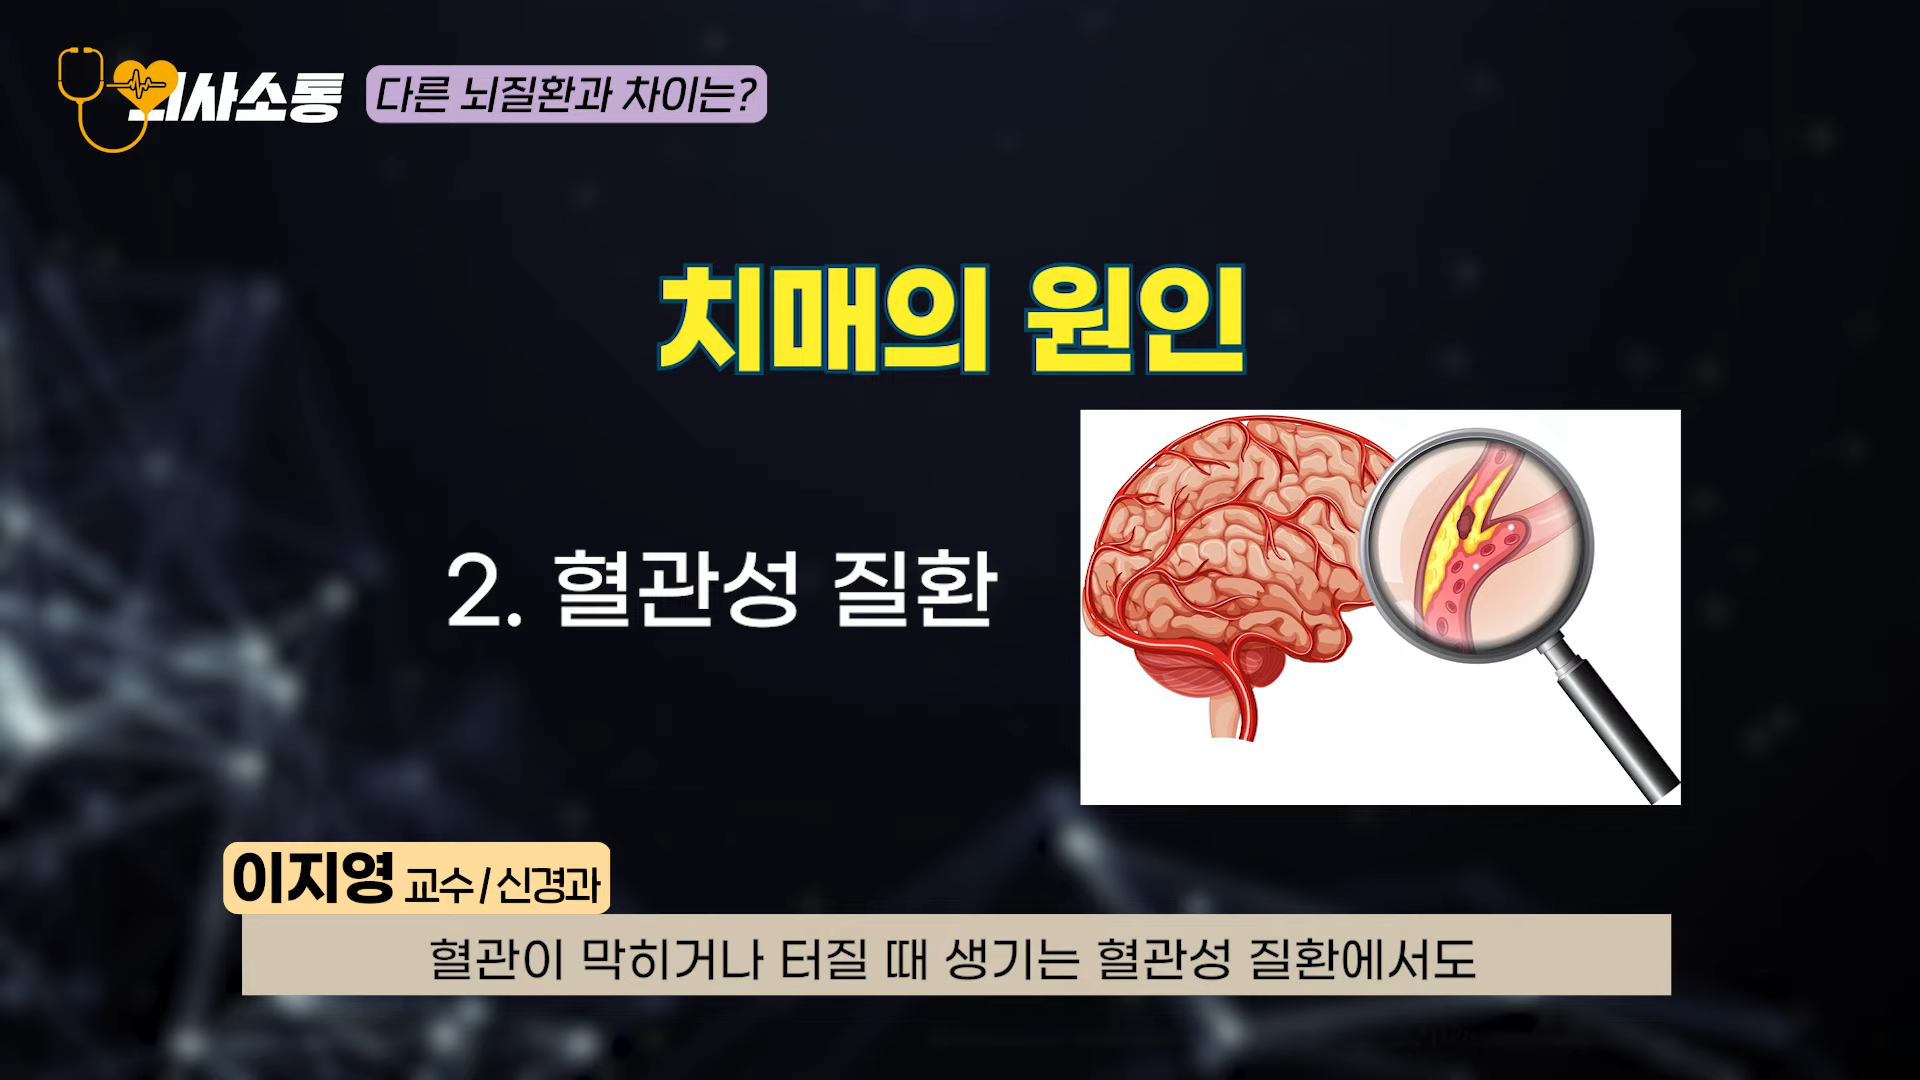 의사소통 다른 뇌질환과 차이는?
치매의 원인
2. 혈관성 질환
이지영 교수 / 신경과
혈관이 막히거나 터질 때 생기는 혈관성 질환에서도